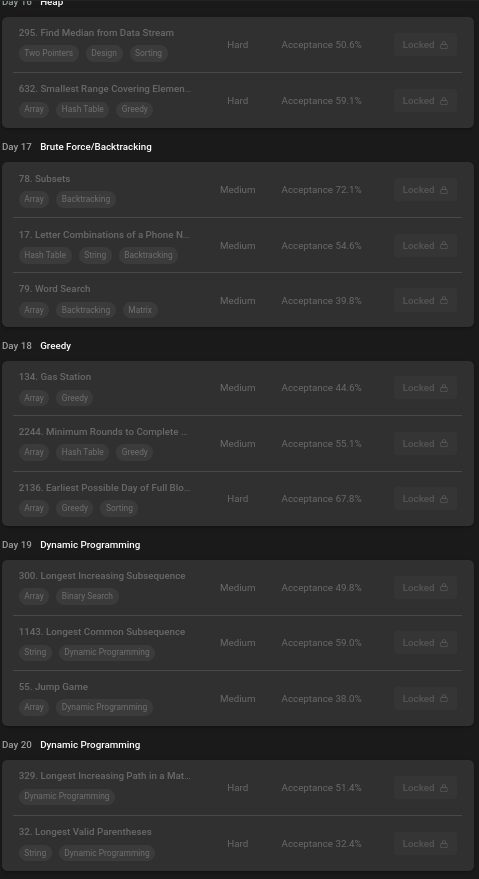 Day 16 Heap
295. Find Median from Data Stream
Hard Acceptance 50.6% Locked
Two Pointers Design Sorting
632. Smallest Range Covering Elemen...
Hard Acceptance 59.1% Locked
Array Hash Table Greedy
Day 17 Brute Force/Backtracking
78. Subsets
Medium Acceptance 72.1% Locked
Array Backtracking
17. Letter Combinations of a Phone N...
Medium Acceptance 54.6% Locked
Hash Table String Backtracking
79. Word Search
Medium Acceptance 39.8% Locked
Array Backtracking Matrix
Day 18 Greedy
134. Gas Station
Medium Acceptance 44.6% Locked
Array Greedy
2244. Minimum Rounds to Complete ...
Medium Acceptance 55.1% Locked
Array Hash Table Greedy
2136. Earliest Possible Day of Full Blo...
Hard Acceptance 67.8% Locked
Array Greedy Sorting
Day 19 Dynamic Programming
300. Longest Increasing Subsequence
Medium Acceptance 49.8% Locked
Array Binary Search
1143. Longest Common Subsequence
Medium Acceptance 59.0% Locked
String Dynamic Programming
55. Jump Game
Medium Acceptance 38.0% Locked
Array Dynamic Programming
Day 20 Dynamic Programming
329. Longest Increasing Path in a Mat...
Hard Acceptance 51.4% Locked
Dynamic Programming
32. Longest Valid Parentheses
Hard Acceptance 32.4% Locked
String Dynamic Programming